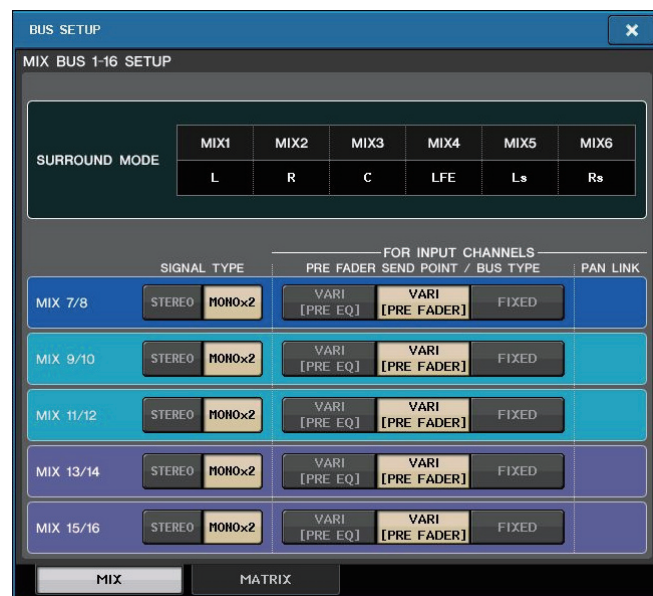 BUS SETUP
×
MIX BUS 1-16 SETUP
SURROUND MODE
MIX1 MIX2 MIX3 MIX4 MIX5 MIX6
L R C LFE Ls Rs
FOR INPUT CHANNELS
SIGNAL TYPE PRE FADER SEND POINT / BUS TYPE PAN LINK
MIX 7/8 STEREO MONO×2 VARI [PRE EQ] VARI [PRE FADER] FIXED
MIX 9/10 STEREO MONO×2 VARI [PRE EQ] VARI [PRE FADER] FIXED
MIX 11/12 STEREO MONO×2 VARI [PRE EQ] VARI [PRE FADER] FIXED
MIX 13/14 STEREO MONO×2 VARI [PRE EQ] VARI [PRE FADER] FIXED
MIX 15/16 STEREO MONO×2 VARI [PRE EQ] VARI [PRE FADER] FIXED
MIX MATRIX